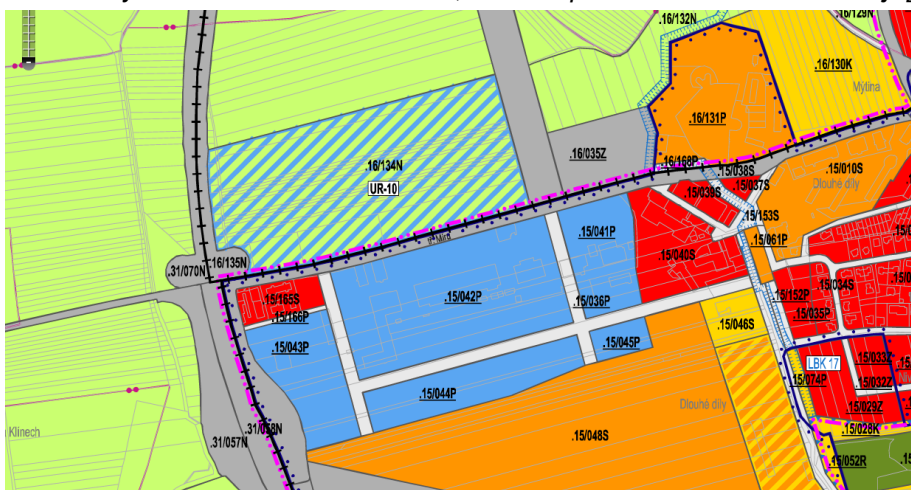 .16/132N
.16/129N
.16/130K
Mýtina
.16/131P
.16/134N
UR-10
.16/035Z
.16/168P
.15/038S
.15/037S
.15/039S
.15/010S
Dlouhé díly
.15/153S
.15/041P
.15/061P
.15/040S
.16/135N
.31/070N
.15/042P
.15/036P
.15/152P
.15/034S
.15/035P
.15/165S
.15/166P
.15/043P
.15/045P
.15/046S
LBK 17
.15/033Z
.15/074P
.15/032Z
.15/044P
Dlouhé díly
.15/029Z
.15/028K
Klínech
.31/058N
.31/057N
.15/048S
.15/052R